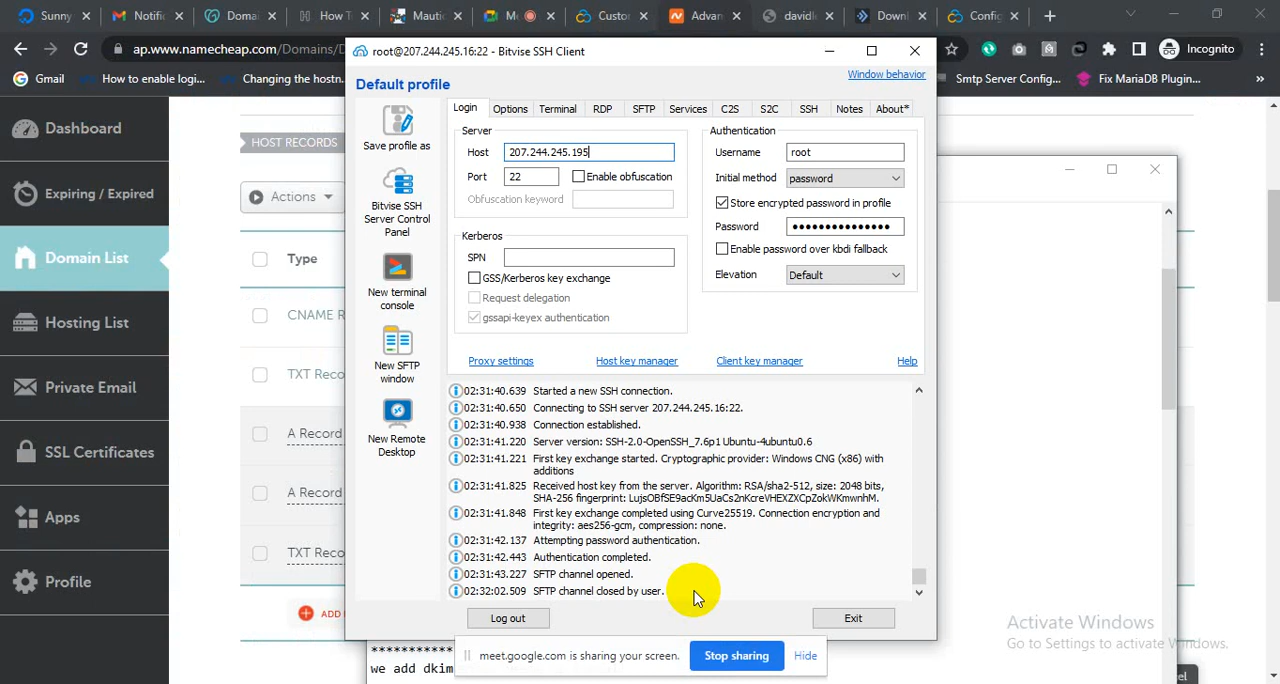 Sunny
Notific
Domai
How T
Mautic
M
Custor
Advan
davidk
Downl
Config
ap.www.namecheap.com/Domains/D
Incognito
Gmail
How to enable logi...
Changing the hostn.
Smtp Server Config...
Fix MariaDB Plugin...
»
root@207.244.245.16:22 - Bitvise SSH Client
Default profile
Window behavior
Save profile as
Bitvise SSH
Server Control
Panel
New terminal
console
New SFTP
window
New Remote
Desktop
Login
Options
Terminal
RDP
SFTP
Services
C2S
S2C
SSH
Notes
About*
Server
Host
207.244.245.195
Port
22
Enable obfuscation
Obfuscation keyword
Kerberos
SPN
GSS/Kerberos key exchange
Request delegation
gssapi-keyex authentication
Authentication
Username
root
Initial method
password
Store encrypted password in profile
Password
•••••••••••••••
Enable password over kbdi fallback
Elevation
Default
Proxy settings
Host key manager
Client key manager
Help
02:31:40.639 Started a new SSH connection.
02:31:40.650 Connecting to SSH server 207.244.245.16:22.
02:31:40.938 Connection established.
02:31:41.220 Server version: SSH-2.0-OpenSSH_7.6p1 Ubuntu-4ubuntu0.6
02:31:41.221 First key exchange started. Cryptographic provider: Windows CNG (x86) with
additions
02:31:41.825 Received host key from the server. Algorithm: RSA/sha2-512, size: 2048 bits,
SHA-256 fingerprint: LujsOBfSE9acKm5UaCs2nKcreVHEXZXCpZokWKmwnhM.
02:31:41.848 First key exchange completed using Curve25519. Connection encryption and
integrity: aes256-gcm, compression: none.
02:31:42.137 Attempting password authentication.
02:31:42.443 Authentication completed.
02:31:43.227 SFTP channel opened.
02:32:02.509 SFTP channel closed by user.
Log out
Exit
Dashboard
Expiring / Expired
Domain List
Hosting List
Private Email
SSL Certificates
Apps
Profile
HOST RECORDS
Actions
Type
CNAME R
TXT Reco
A Record
A Record
TXT Reco
ADD
we add dkim
meet.google.com is sharing your screen.
Stop sharing
Hide
Activate Windows
Go to Settings to activate Windows.